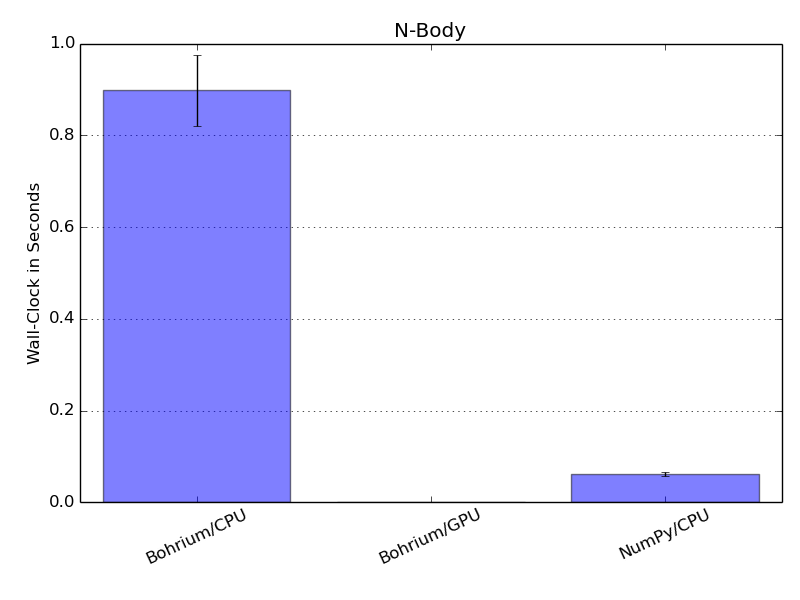 N-Body
Wall-Clock in Seconds
1.0
0.8
0.6
0.4
0.2
0.0
Bohrium/CPU
Bohrium/GPU
NumPy/CPU